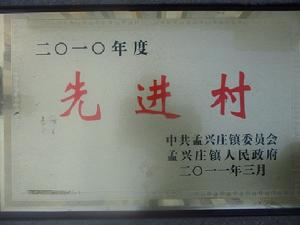 二〇一〇年度
先进村
中共孟兴庄镇委员会
孟兴庄镇人民政府
二〇一一年三月